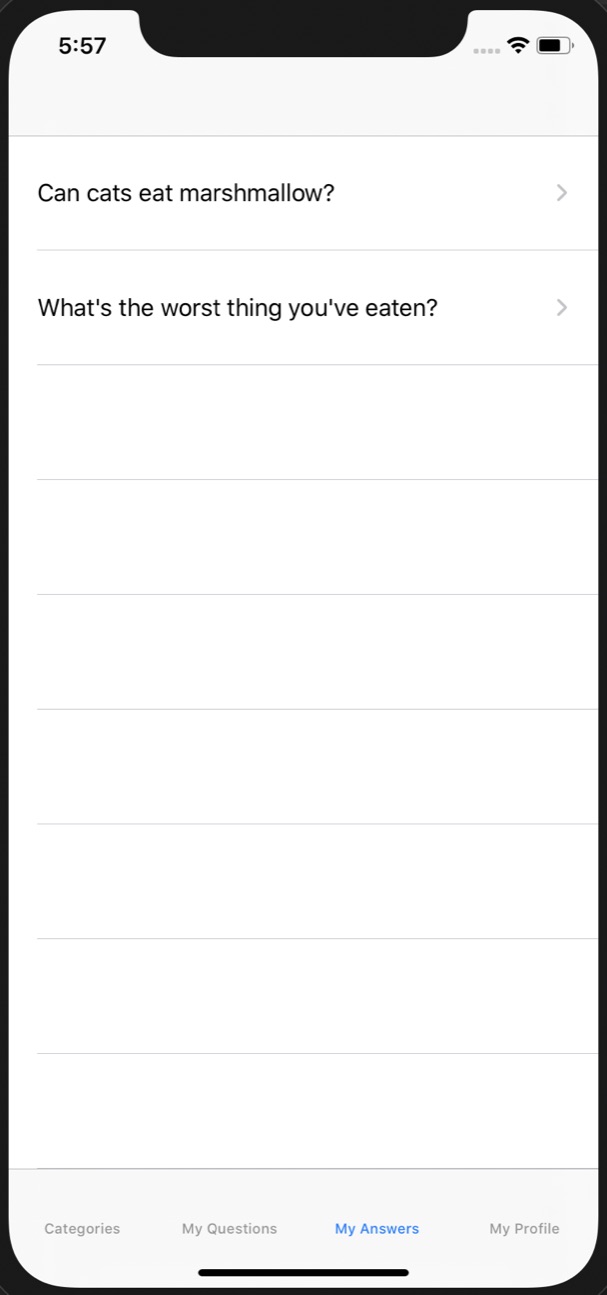 5:57
Can cats eat marshmallow?
What's the worst thing you've eaten?
Categories
My Questions
My Answers
My Profile